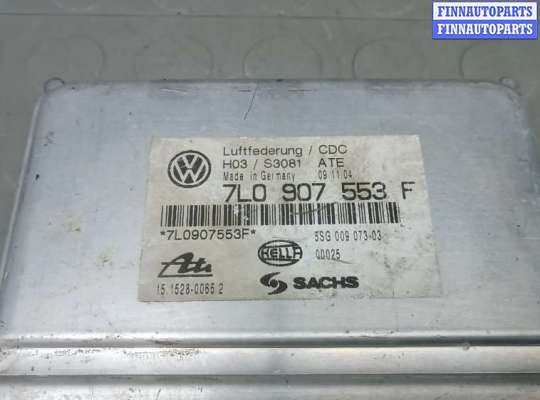 FINNAUTOPARTS
FINNAUTOPARTS
FINNAUTOPARTS
Luftfederung / CDC
H03 / S3081 ATE
Made in Germany 09.11.04
7L0 907 553 F
*7L0907553F* 5SG 009 073-03
Ate HELLA 00025
15.1528-0065.2 SACHS